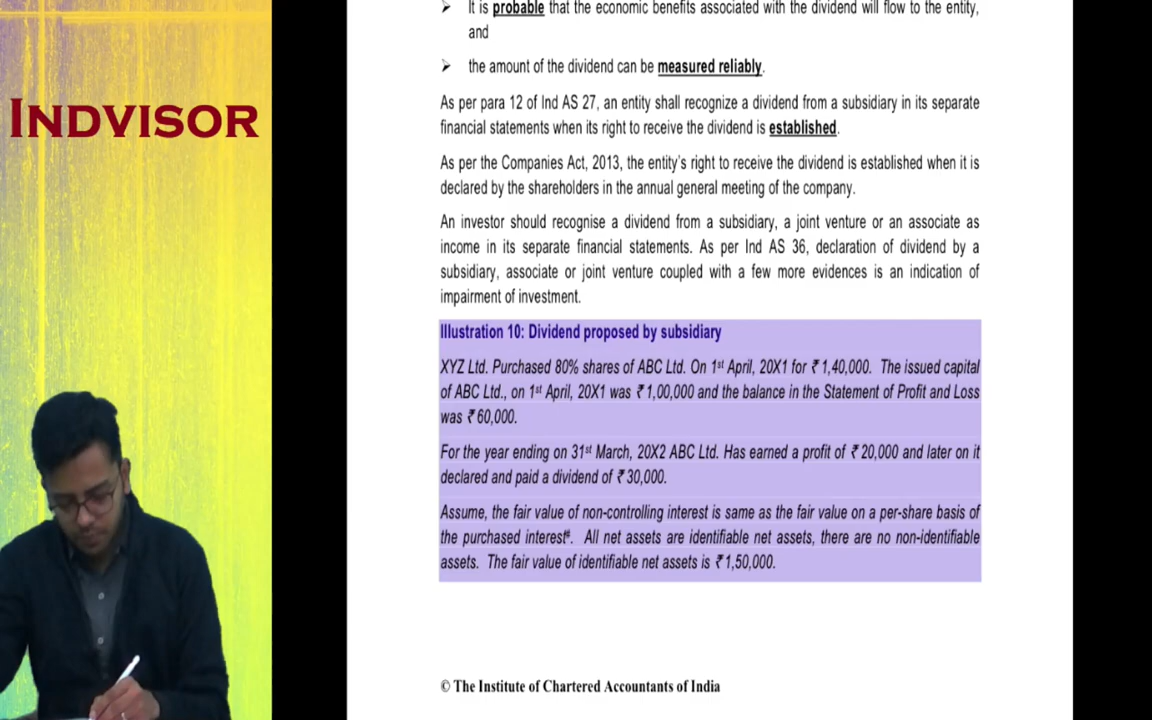 INDVISOR
➢ It is probable that the economic benefits associated with the dividend will flow to the entity,
and
➢ the amount of the dividend can be measured reliably.
As per para 12 of Ind AS 27, an entity shall recognize a dividend from a subsidiary in its separate
financial statements when its right to receive the dividend is established.
As per the Companies Act, 2013, the entity's right to receive the dividend is established when it is
declared by the shareholders in the annual general meeting of the company.
An investor should recognise a dividend from a subsidiary, a joint venture or an associate as
income in its separate financial statements. As per Ind AS 36, declaration of dividend by a
subsidiary, associate or joint venture coupled with a few more evidences is an indication of
impairment of investment.
Illustration 10: Dividend proposed by subsidiary
XYZ Ltd. Purchased 80% shares of ABC Ltd. On 1st April, 20X1 for ₹ 1,40,000. The issued capital
of ABC Ltd., on 1st April, 20X1 was ₹ 1,00,000 and the balance in the Statement of Profit and Loss
was ₹ 60,000.
For the year ending on 31st March, 20X2 ABC Ltd. Has earned a profit of ₹ 20,000 and later on it
declared and paid a dividend of ₹ 30,000.
Assume, the fair value of non-controlling interest is same as the fair value on a per-share basis of
the purchased interest#. All net assets are identifiable net assets, there are no non-identifiable
assets. The fair value of identifiable net assets is ₹ 1,50,000.
© The Institute of Chartered Accountants of India